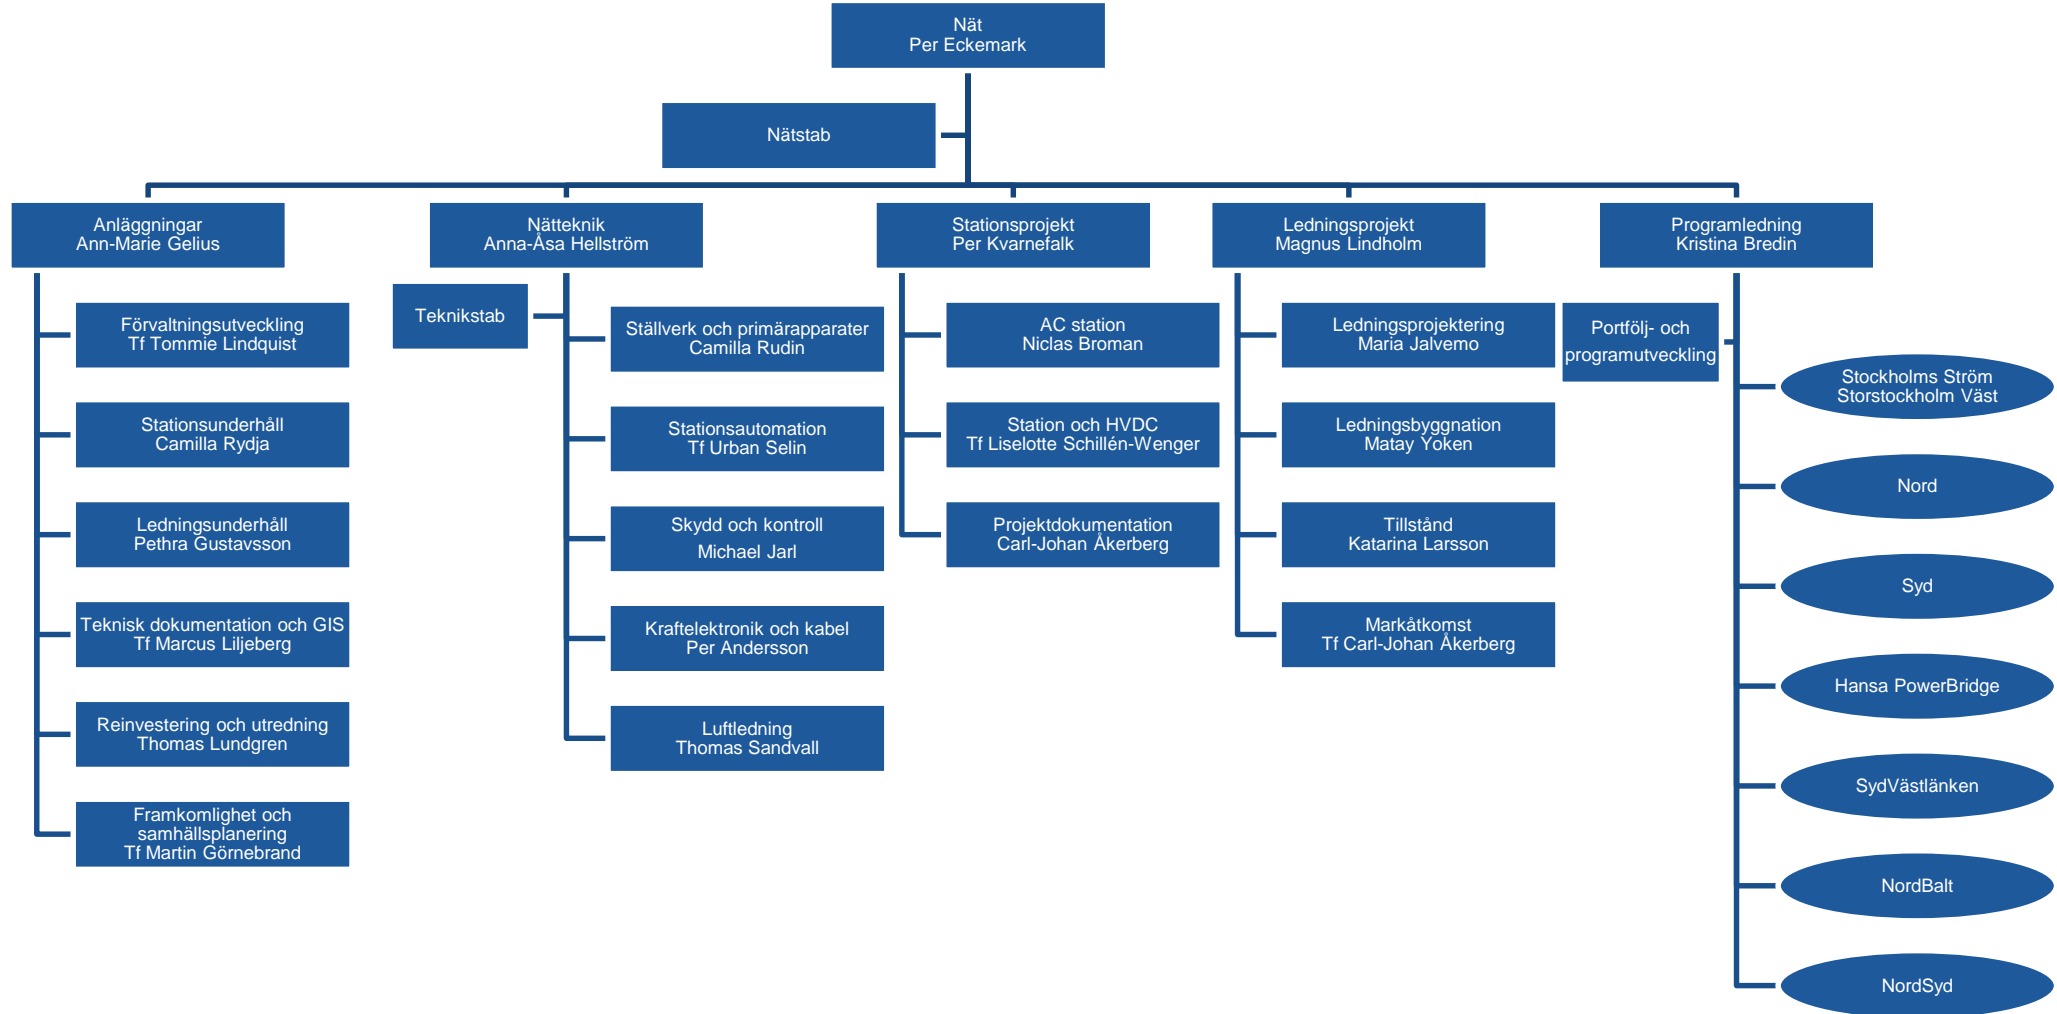 Nät
Per Eckemark
Nätstab
Anläggningar
Ann-Marie Gelius
Förvaltningsutveckling
Tf Tommie Lindquist
Stationsunderhåll
Camilla Rydja
Ledningsunderhåll
Pethra Gustavsson
Teknisk dokumentation och GIS
Tf Marcus Liljeberg
Reinvestering och utredning
Thomas Lundgren
Framkomlighet och
samhällsplanering
Tf Martin Görnebrand
Nätteknik
Anna-Åsa Hellström
Teknikstab
Ställverk och primärapparater
Camilla Rudin
Stationsautomation
Tf Urban Selin
Skydd och kontroll
Michael Jarl
Kraftelektronik och kabel
Per Andersson
Luftledning
Thomas Sandvall
Stationsprojekt
Per Kvarnefalk
AC station
Niclas Broman
Station och HVDC
Tf Liselotte Schillén-Wenger
Projektdokumentation
Carl-Johan Åkerberg
Ledningsprojekt
Magnus Lindholm
Ledningsprojektering
Maria Jalvemo
Ledningsbyggnation
Matay Yoken
Tillstånd
Katarina Larsson
Markåtkomst
Tf Carl-Johan Åkerberg
Programledning
Kristina Bredin
Portfölj- och
programutveckling
Stockholms Ström
Storstockholm Väst
Nord
Syd
Hansa PowerBridge
SydVästlänken
NordBalt
NordSyd